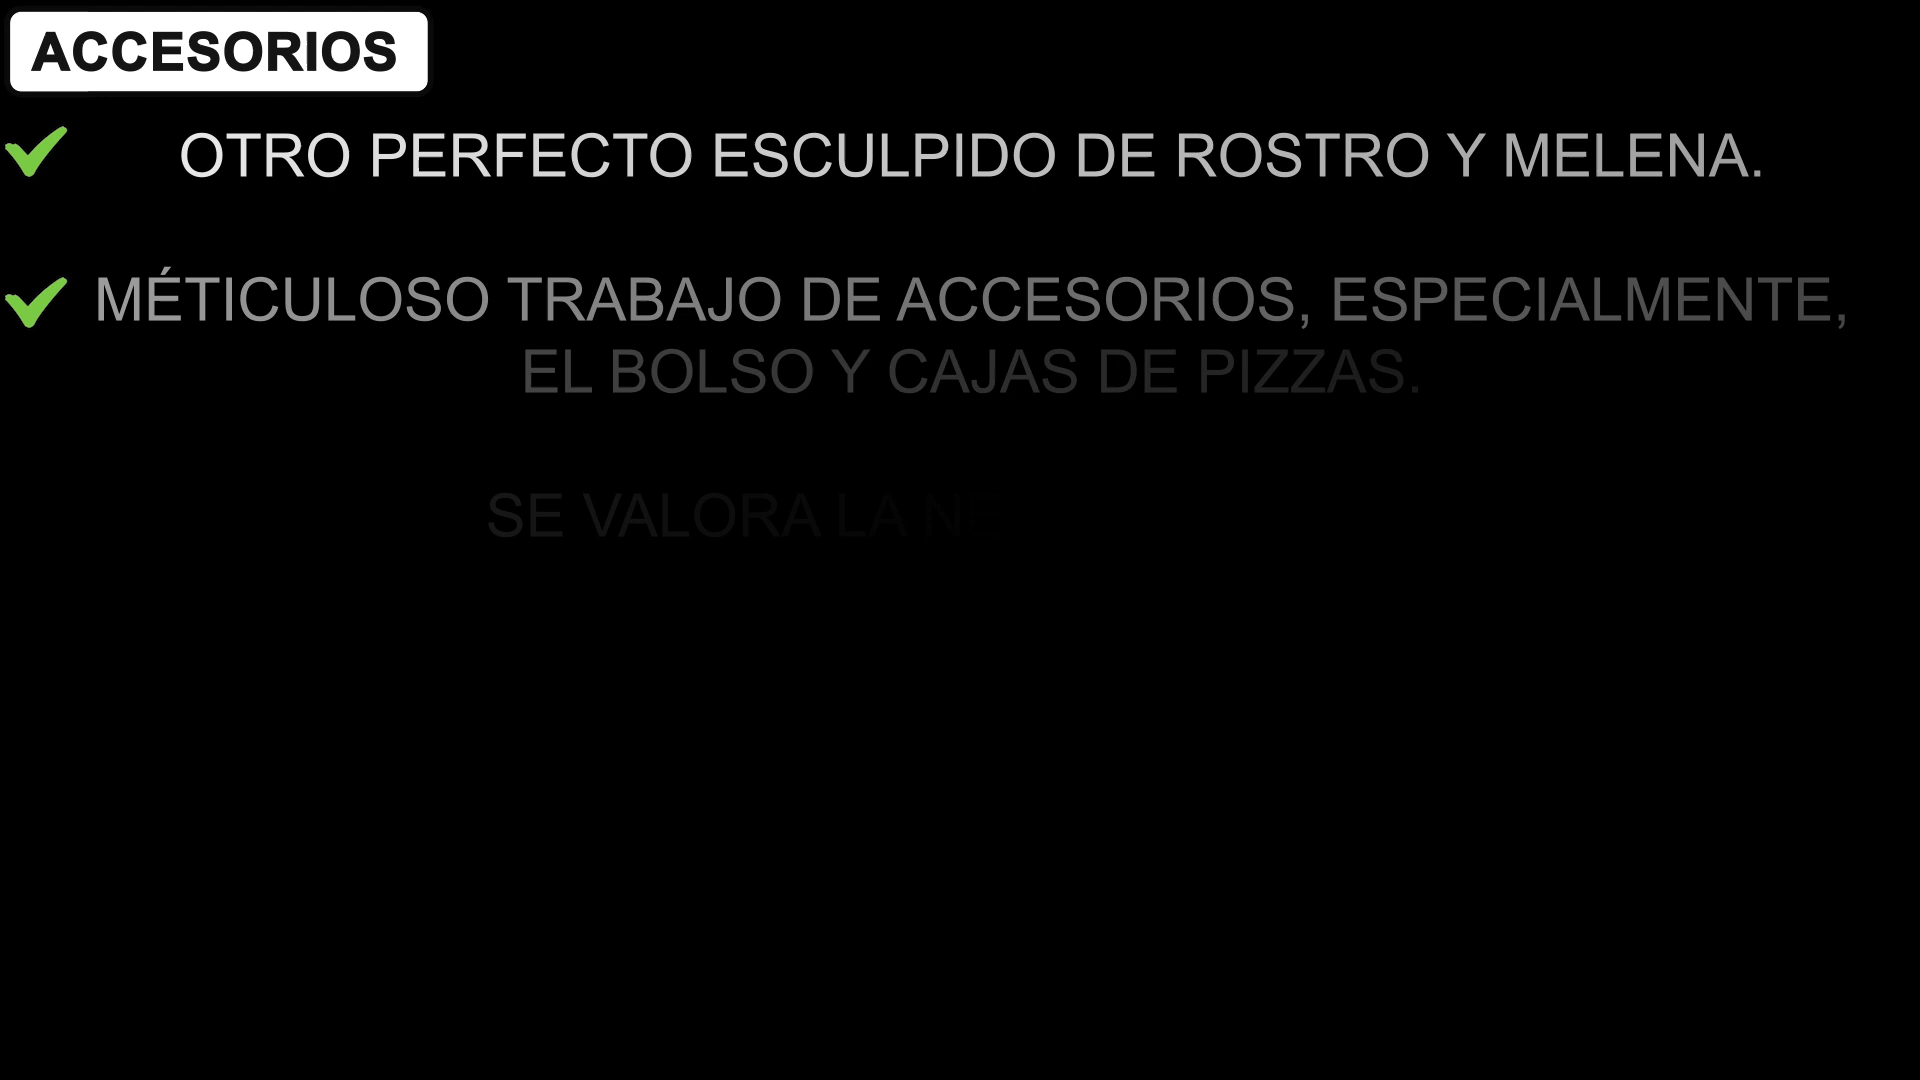 ACCESORIOS
OTRO PERFECTO ESCULPIDO DE ROSTRO Y MELENA.
MÉTICULOSO TRABAJO DE ACCESORIOS, ESPECIALMENTE,
EL BOLSO Y CAJAS DE PIZZAS.
SE VALORA LA